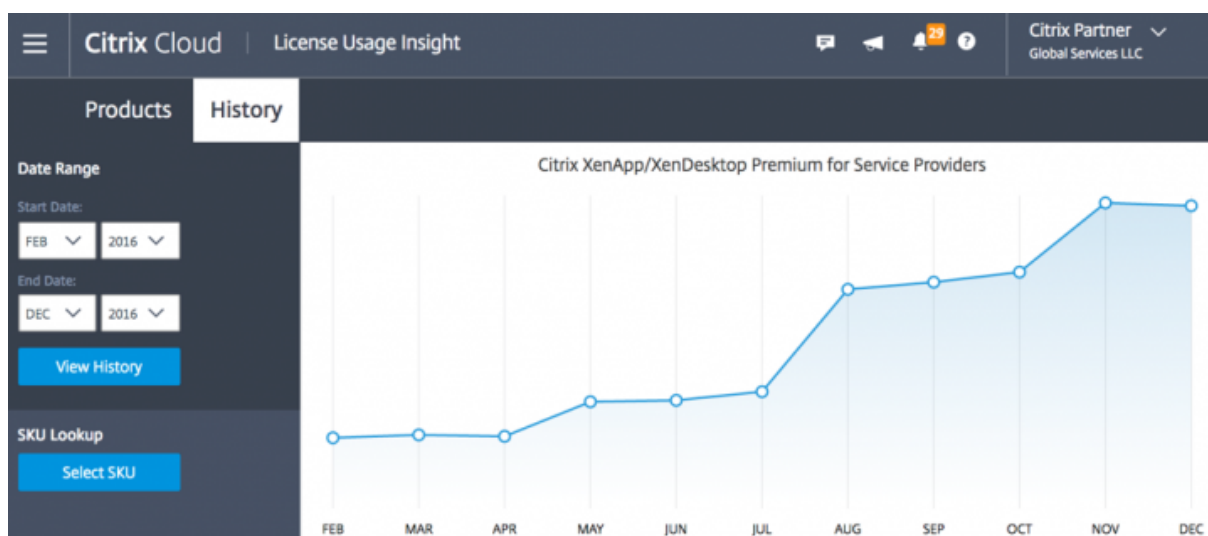 Citrix Cloud | License Usage Insight
29
?
Citrix Partner
Global Services LLC
Products
History
Date Range
Start Date:
FEB 2016
End Date:
DEC 2016
View History
SKU Lookup
Select SKU
Citrix XenApp/XenDesktop Premium for Service Providers
FEB MAR APR MAY JUN JUL AUG SEP OCT NOV DEC